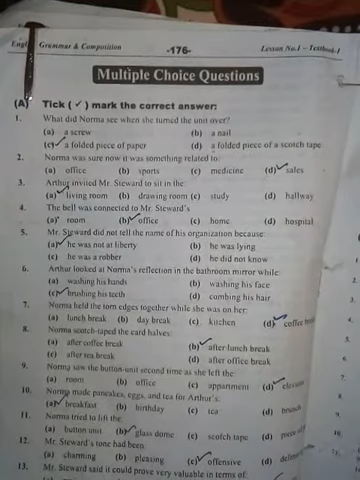 Grammar & Composition -176- Lesson No.1 - Textbook-I
Multiple Choice Questions
(A) Tick (✓) mark the correct answer:
1. What did Norma see when she turned the unit over?
(a) a screw (b) a nail
(c) a folded piece of paper (d) a folded piece of a scotch tape
2. Norma was sure now it was something related to:
(a) office (b) sports (c) medicine (d) sales
3. Arthur invited Mr. Steward to sit in the:
(a) living room (b) drawing room (c) study (d) hallway
4. The bell was connected to Mr. Steward's
(a) room (b) office (c) home (d) hospital
5. Mr. Steward did not tell the name of his organization because:
(a) he was not at liberty (b) he was lying
(c) he was a robber (d) he did not know
6. Arthur looked at Norma's reflection in the bathroom mirror while:
(a) washing his hands (b) washing his face
(c) brushing his teeth (d) combing his hair
7. Norma held the torn edges together while she was on her:
(a) lunch break (b) day break (c) kitchen (d) coffee
8. Norma scotch-taped the card halves:
(a) after coffee break (b) after lunch break
(c) after tea break (d) after office break
9. Norma saw the button-unit second time as she left the:
(a) room (b) office (c) appartment (d)
10. Norma made pancakes, eggs, and tea for Arthur's:
(a) breakfast (b) birthday (c) tea (d) brunch
11. Norma tried to lift the:
(a) button unit (b) glass dome (c) scotch tape (d) piece
12. Mr. Steward's tone had been:
(a) charming (b) pleasing (c) offensive (d)
13. Mr. Steward said it could prove very valuable in terms of: